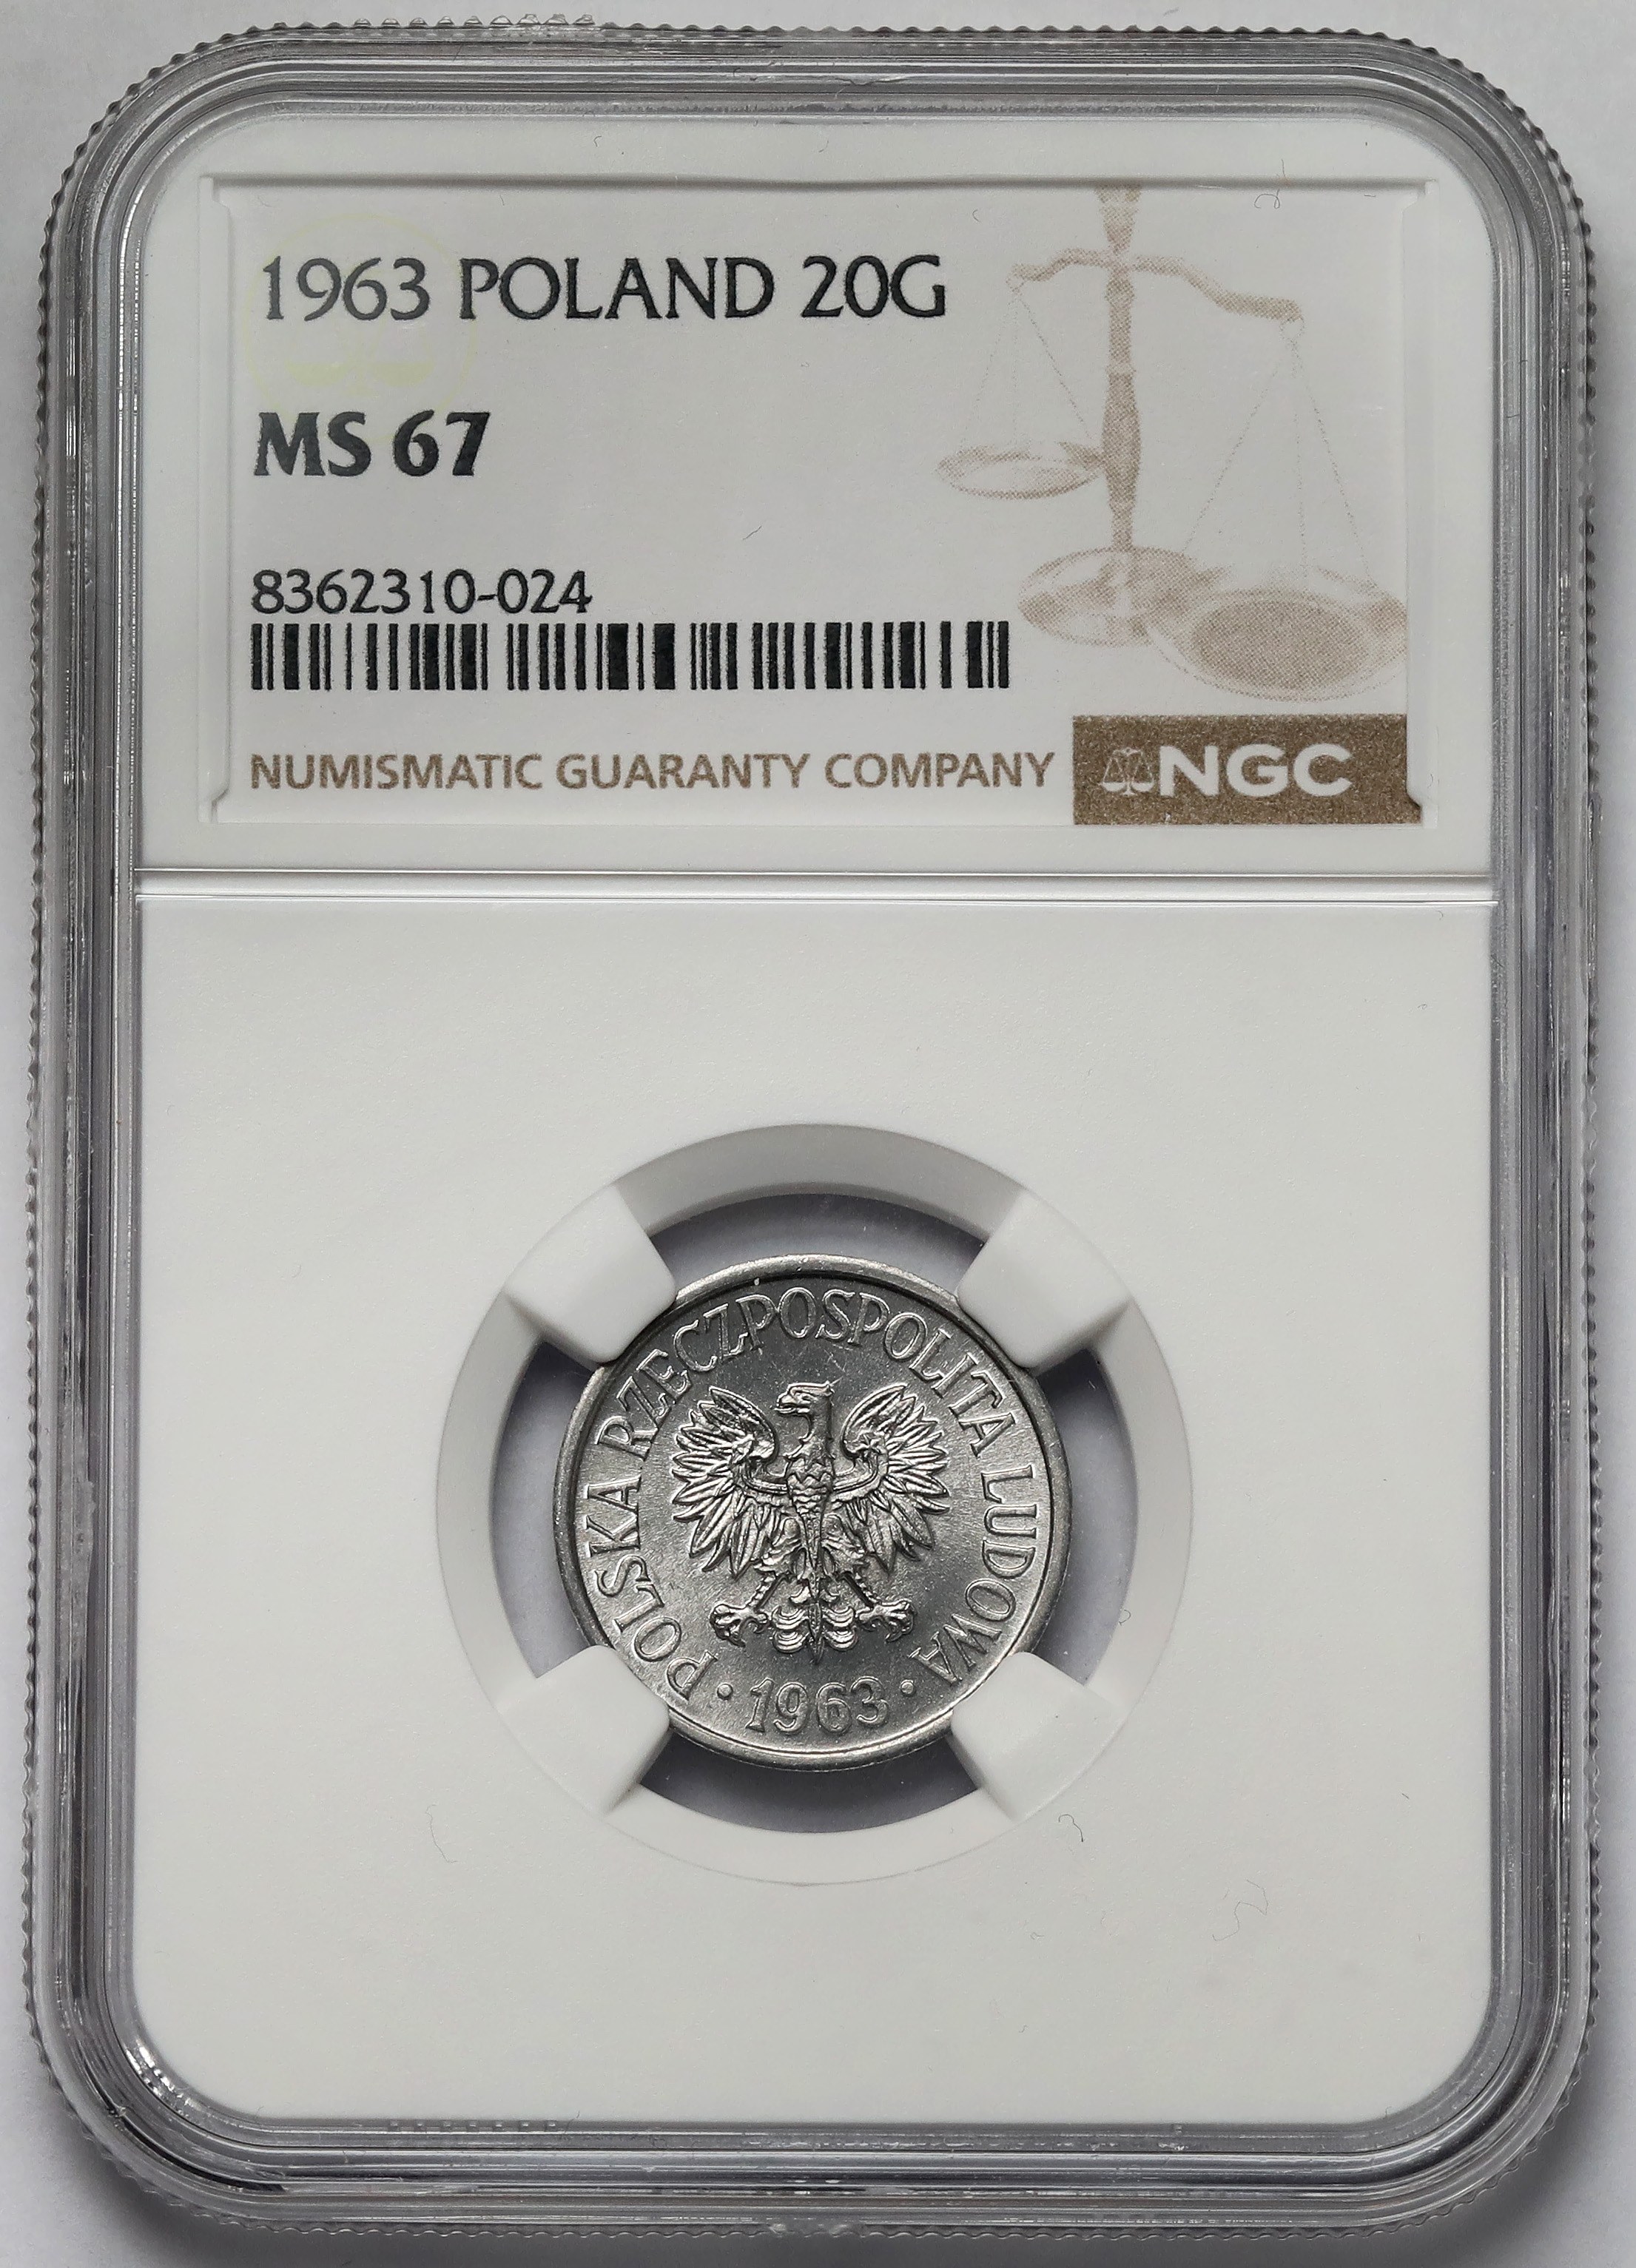 1963 POLAND 20G
MS 67
8362310-024
NUMISMATIC GUARANTY COMPANY NGC
POLSKA RZECZPOSPOLITA LUDOWA
· 1963 ·